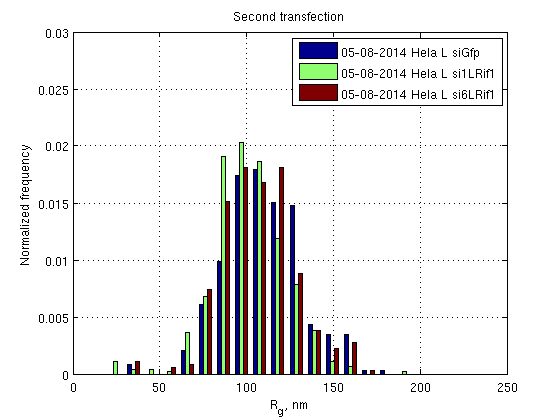 Second transfection
05-08-2014 Hela L siGfp
05-08-2014 Hela L si1LRif1
05-08-2014 Hela L si6LRif1
Normalized frequency
0.03
0.025
0.02
0.015
0.01
0.005
0
0 50 100 150 200 250
Rg, nm